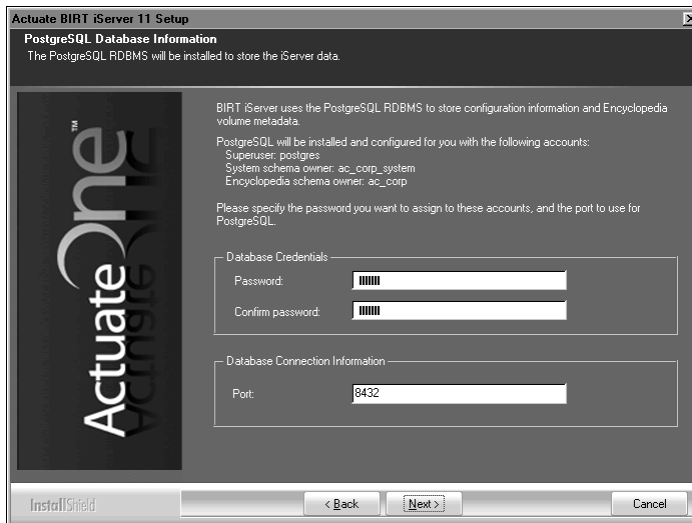 Actuate BIRT iServer 11 Setup
PostgreSQL Database Information
The PostgreSQL RDBMS will be installed to store the iServer data.
BIRT iServer uses the PostgreSQL RDBMS to store configuration information and Encyclopedia
volume metadata.
PostgreSQL will be installed and configured for you with the following accounts:
Superuser: postgres
System schema owner: ac_corp_system
Encyclopedia schema owner: ac_corp
Please specify the password you want to assign to these accounts, and the port to use for
PostgreSQL.
Database Credentials
Password:
Confirm password:
Database Connection Information
Port:
8432
ActuateOne™
InstallShield
< Back
Next >
Cancel